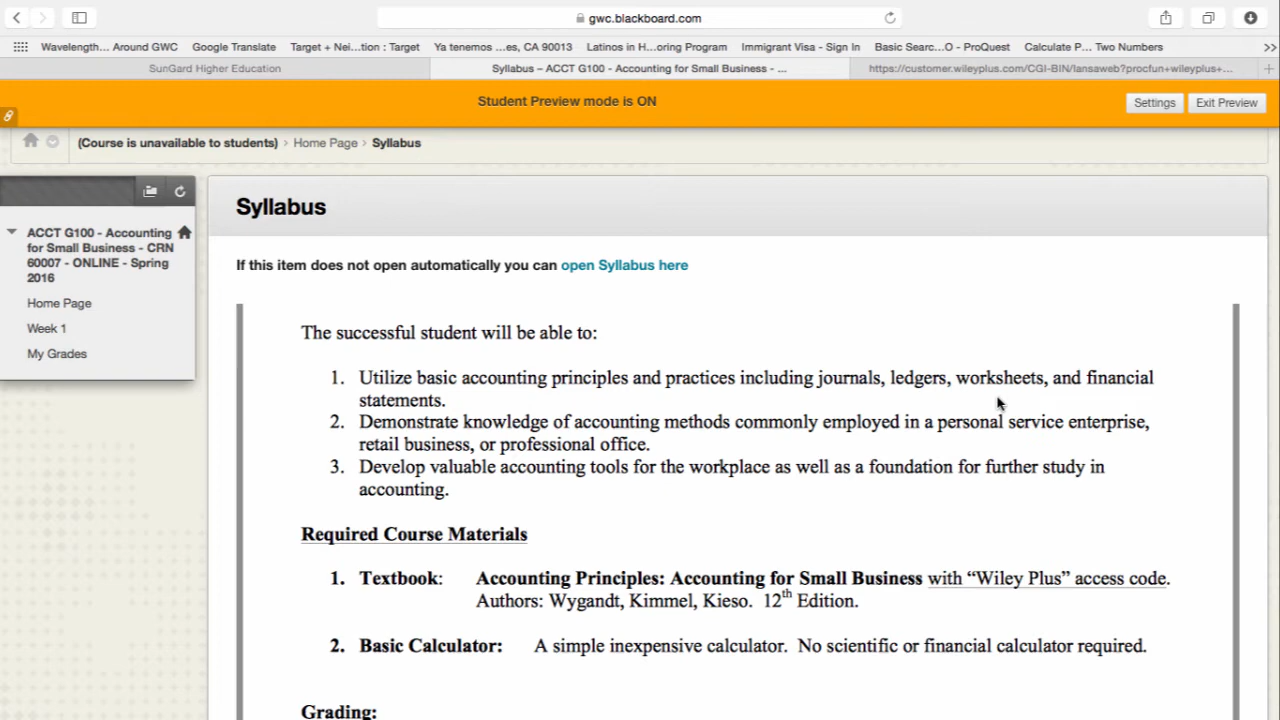 gwc.blackboard.com
Wavelength... Around GWC Google Translate Target + Nei...tion : Target Ya tenemos ...es, CA 90013 Latinos in H...oring Program Immigrant Visa - Sign In Basic Searc...O - ProQuest Calculate P... Two Numbers >>
SunGard Higher Education Syllabus – ACCT G100 - Accounting for Small Business - ... https://customer.wileyplus.com/CGI-BIN/lansaweb?procfun+wileyplus+... +
Student Preview mode is ON Settings Exit Preview
(Course is unavailable to students) > Home Page > Syllabus
ACCT G100 - Accounting
for Small Business - CRN
60007 - ONLINE - Spring
2016
Home Page
Week 1
My Grades
Syllabus
If this item does not open automatically you can open Syllabus here
The successful student will be able to:
1. Utilize basic accounting principles and practices including journals, ledgers, worksheets, and financial
statements.
2. Demonstrate knowledge of accounting methods commonly employed in a personal service enterprise,
retail business, or professional office.
3. Develop valuable accounting tools for the workplace as well as a foundation for further study in
accounting.
Required Course Materials
1. Textbook: Accounting Principles: Accounting for Small Business with “Wiley Plus” access code.
Authors: Wygandt, Kimmel, Kieso. 12th Edition.
2. Basic Calculator: A simple inexpensive calculator. No scientific or financial calculator required.
Grading: